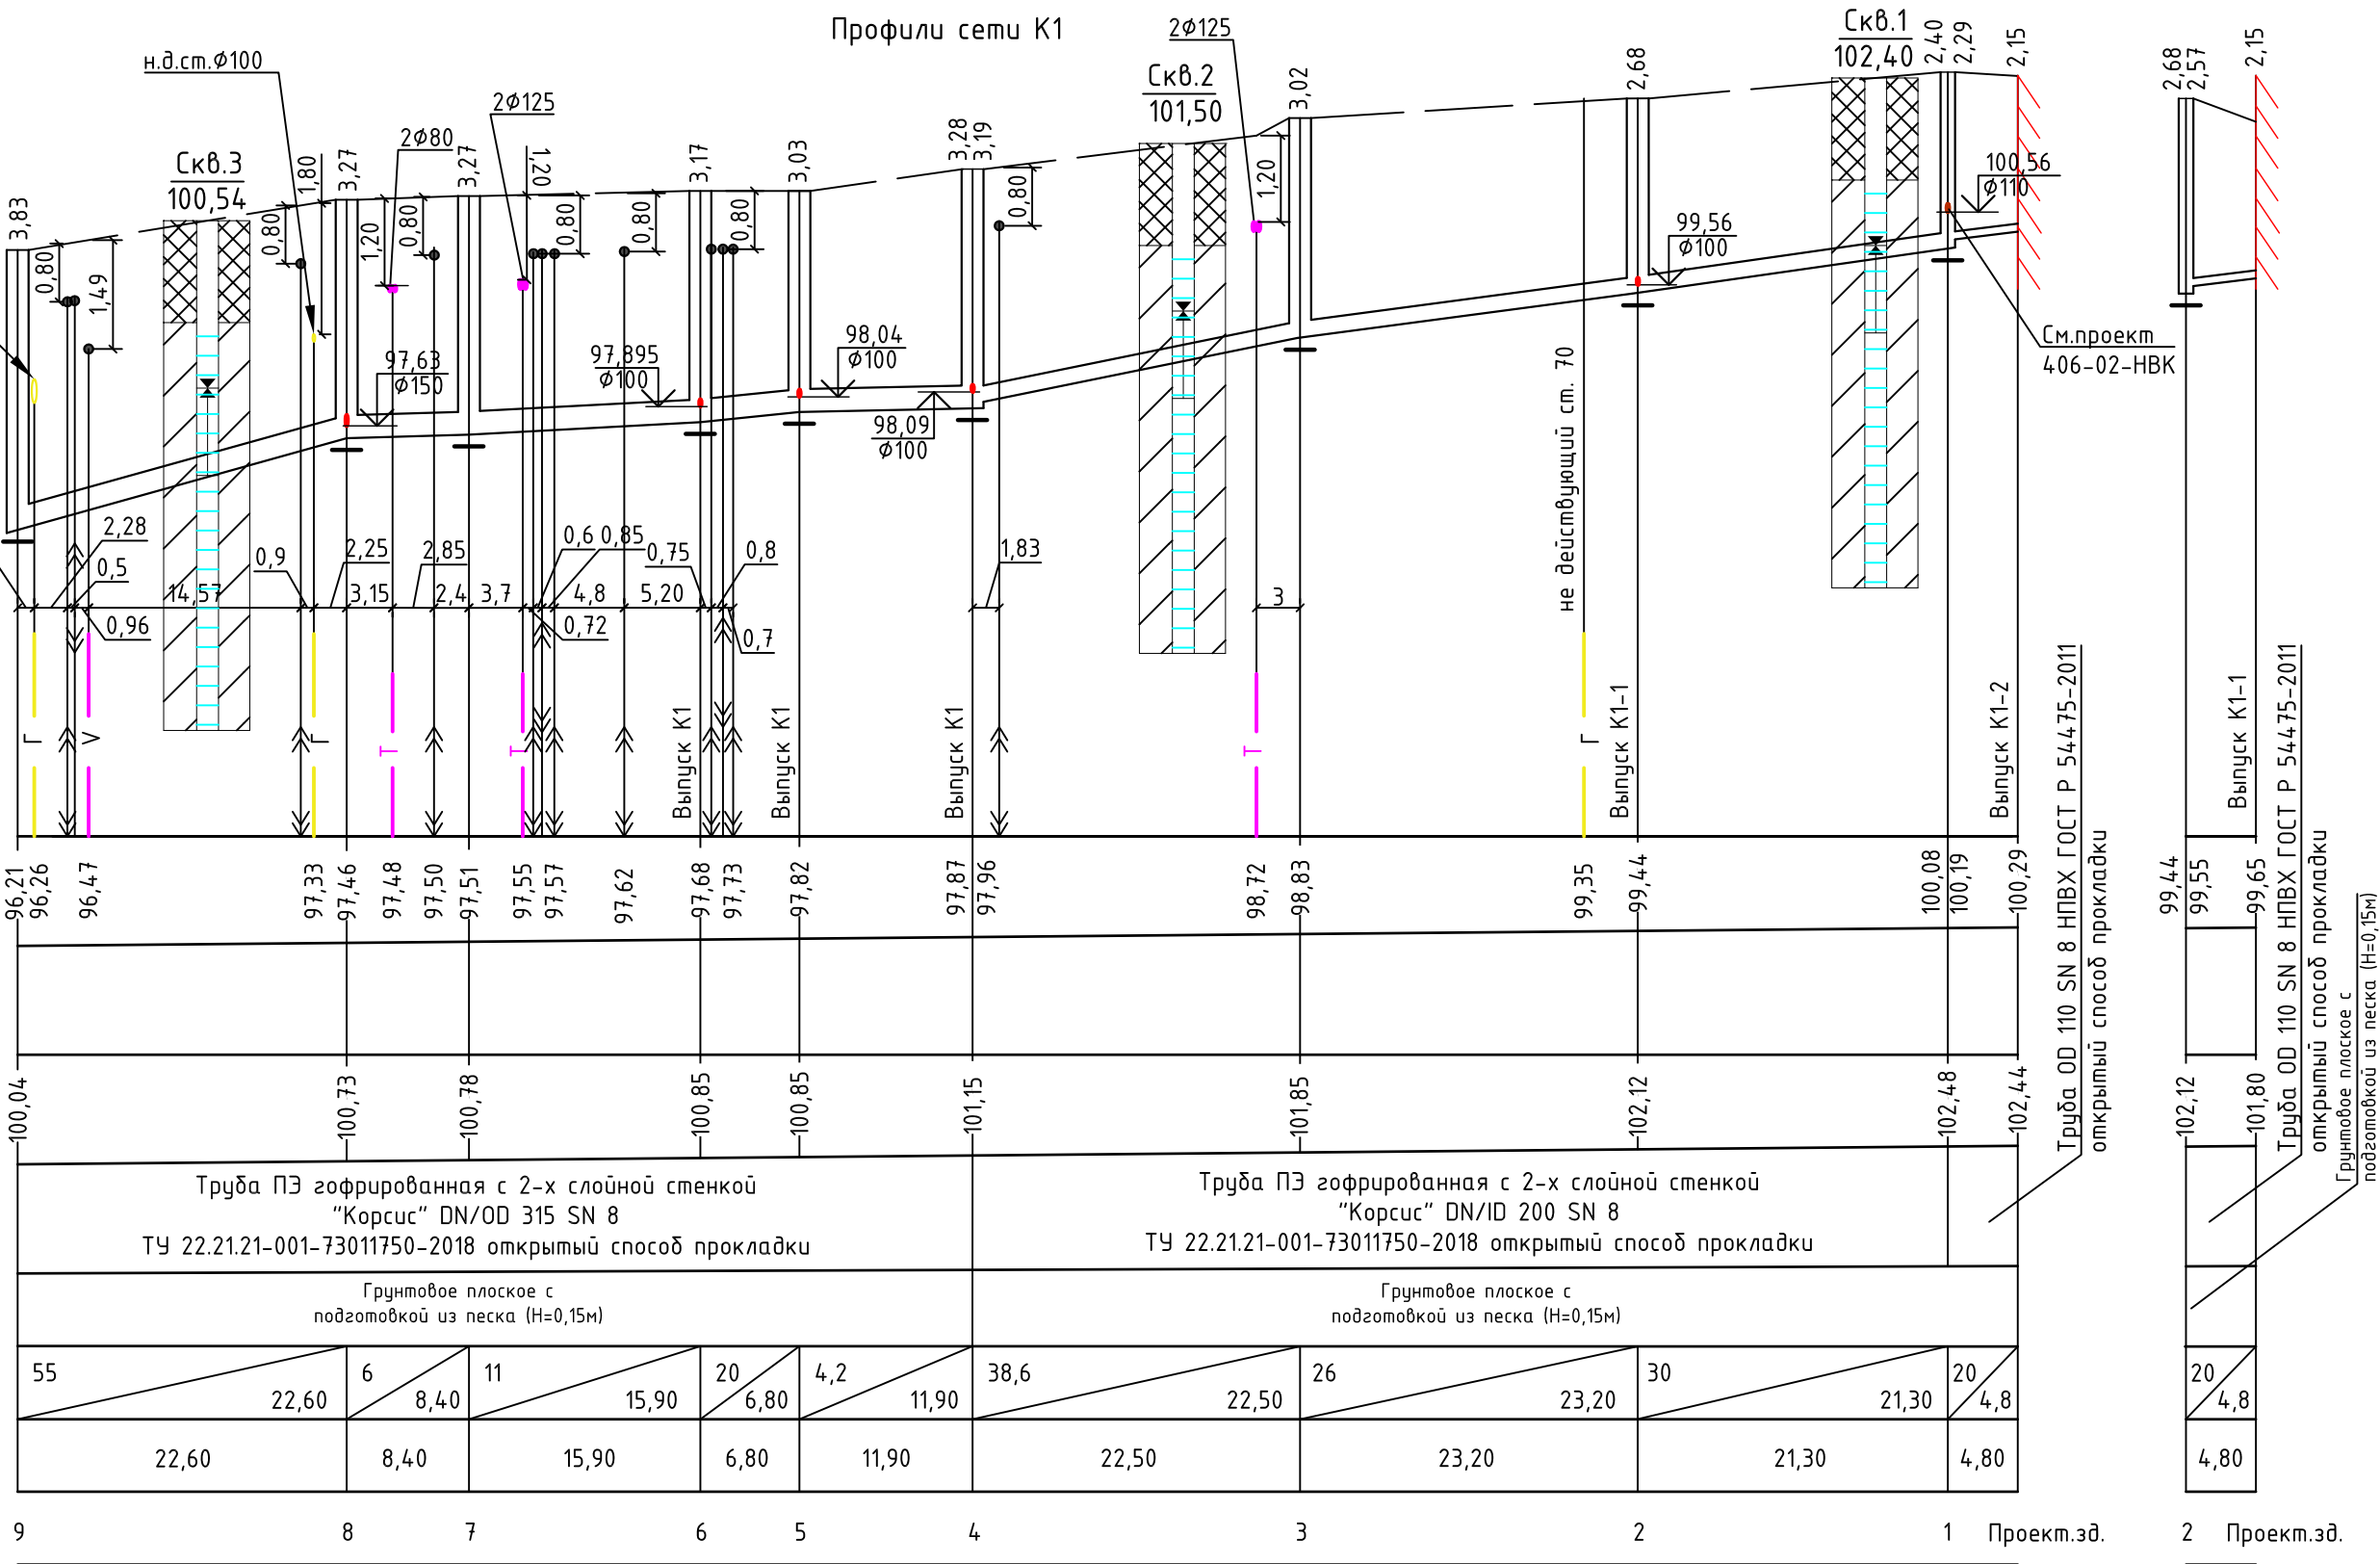 Профили сети К1
н.д.ст.Ø100
2Ø80
2Ø125
2Ø125
Скв.3
100,54
Скв.2
101,50
Скв.1
102,40
3,83
3,27
3,27
3,17
3,03
3,28
3,19
3,02
2,68
2,40
2,29
2,15
2,68
2,57
2,15
0,80
1,49
0,80
1,80
1,20
0,80
1,20
0,80
0,80
0,80
0,80
1,20
97,63
Ø150
97,895
Ø100
98,04
Ø100
98,09
Ø100
99,56
Ø100
100,56
Ø110
См.проект
406-02-НВК
не действующий ст. 70
2,28
0,5
14,57
0,96
0,9
2,25
3,15
2,85
2,4
3,7
0,6
0,85
0,72
4,8
0,75
5,20
0,8
0,7
1,83
3
Г
V
Г
Т
Т
Выпуск К1
Выпуск К1
Выпуск К1
Т
Г
Выпуск К1-1
Выпуск К1-2
Выпуск К1-1
96,21
96,26
96,47
97,33
97,46
97,48
97,50
97,51
97,55
97,57
97,62
97,68
97,73
97,82
97,87
97,96
98,72
98,83
99,35
99,44
100,08
100,19
100,29
99,44
99,55
99,65
100,04
100,73
100,78
100,85
100,85
101,15
101,85
102,12
102,48
102,44
102,12
101,80
Труба OD 110 SN 8 НПВХ ГОСТ Р 54475-2011
открытый способ прокладки
Труба OD 110 SN 8 НПВХ ГОСТ Р 54475-2011
открытый способ прокладки
Грунтовое плоское с
подготовкой из песка (Н=0,15м)
Труба ПЭ гофрированная с 2-х слойной стенкой
"Корсис" DN/OD 315 SN 8
ТУ 22.21.21-001-73011750-2018 открытый способ прокладки
Труба ПЭ гофрированная с 2-х слойной стенкой
"Корсис" DN/ID 200 SN 8
ТУ 22.21.21-001-73011750-2018 открытый способ прокладки
Грунтовое плоское с
подготовкой из песка (Н=0,15м)
Грунтовое плоское с
подготовкой из песка (Н=0,15м)
55 6 11 20 4,2 38,6 26 30 20 20
22,60 8,40 15,90 6,80 11,90 22,50 23,20 21,30 4,8 4,8
22,60 8,40 15,90 6,80 11,90 22,50 23,20 21,30 4,80 4,80
9 8 7 6 5 4 3 2 1 Проект.зд. 2 Проект.зд.